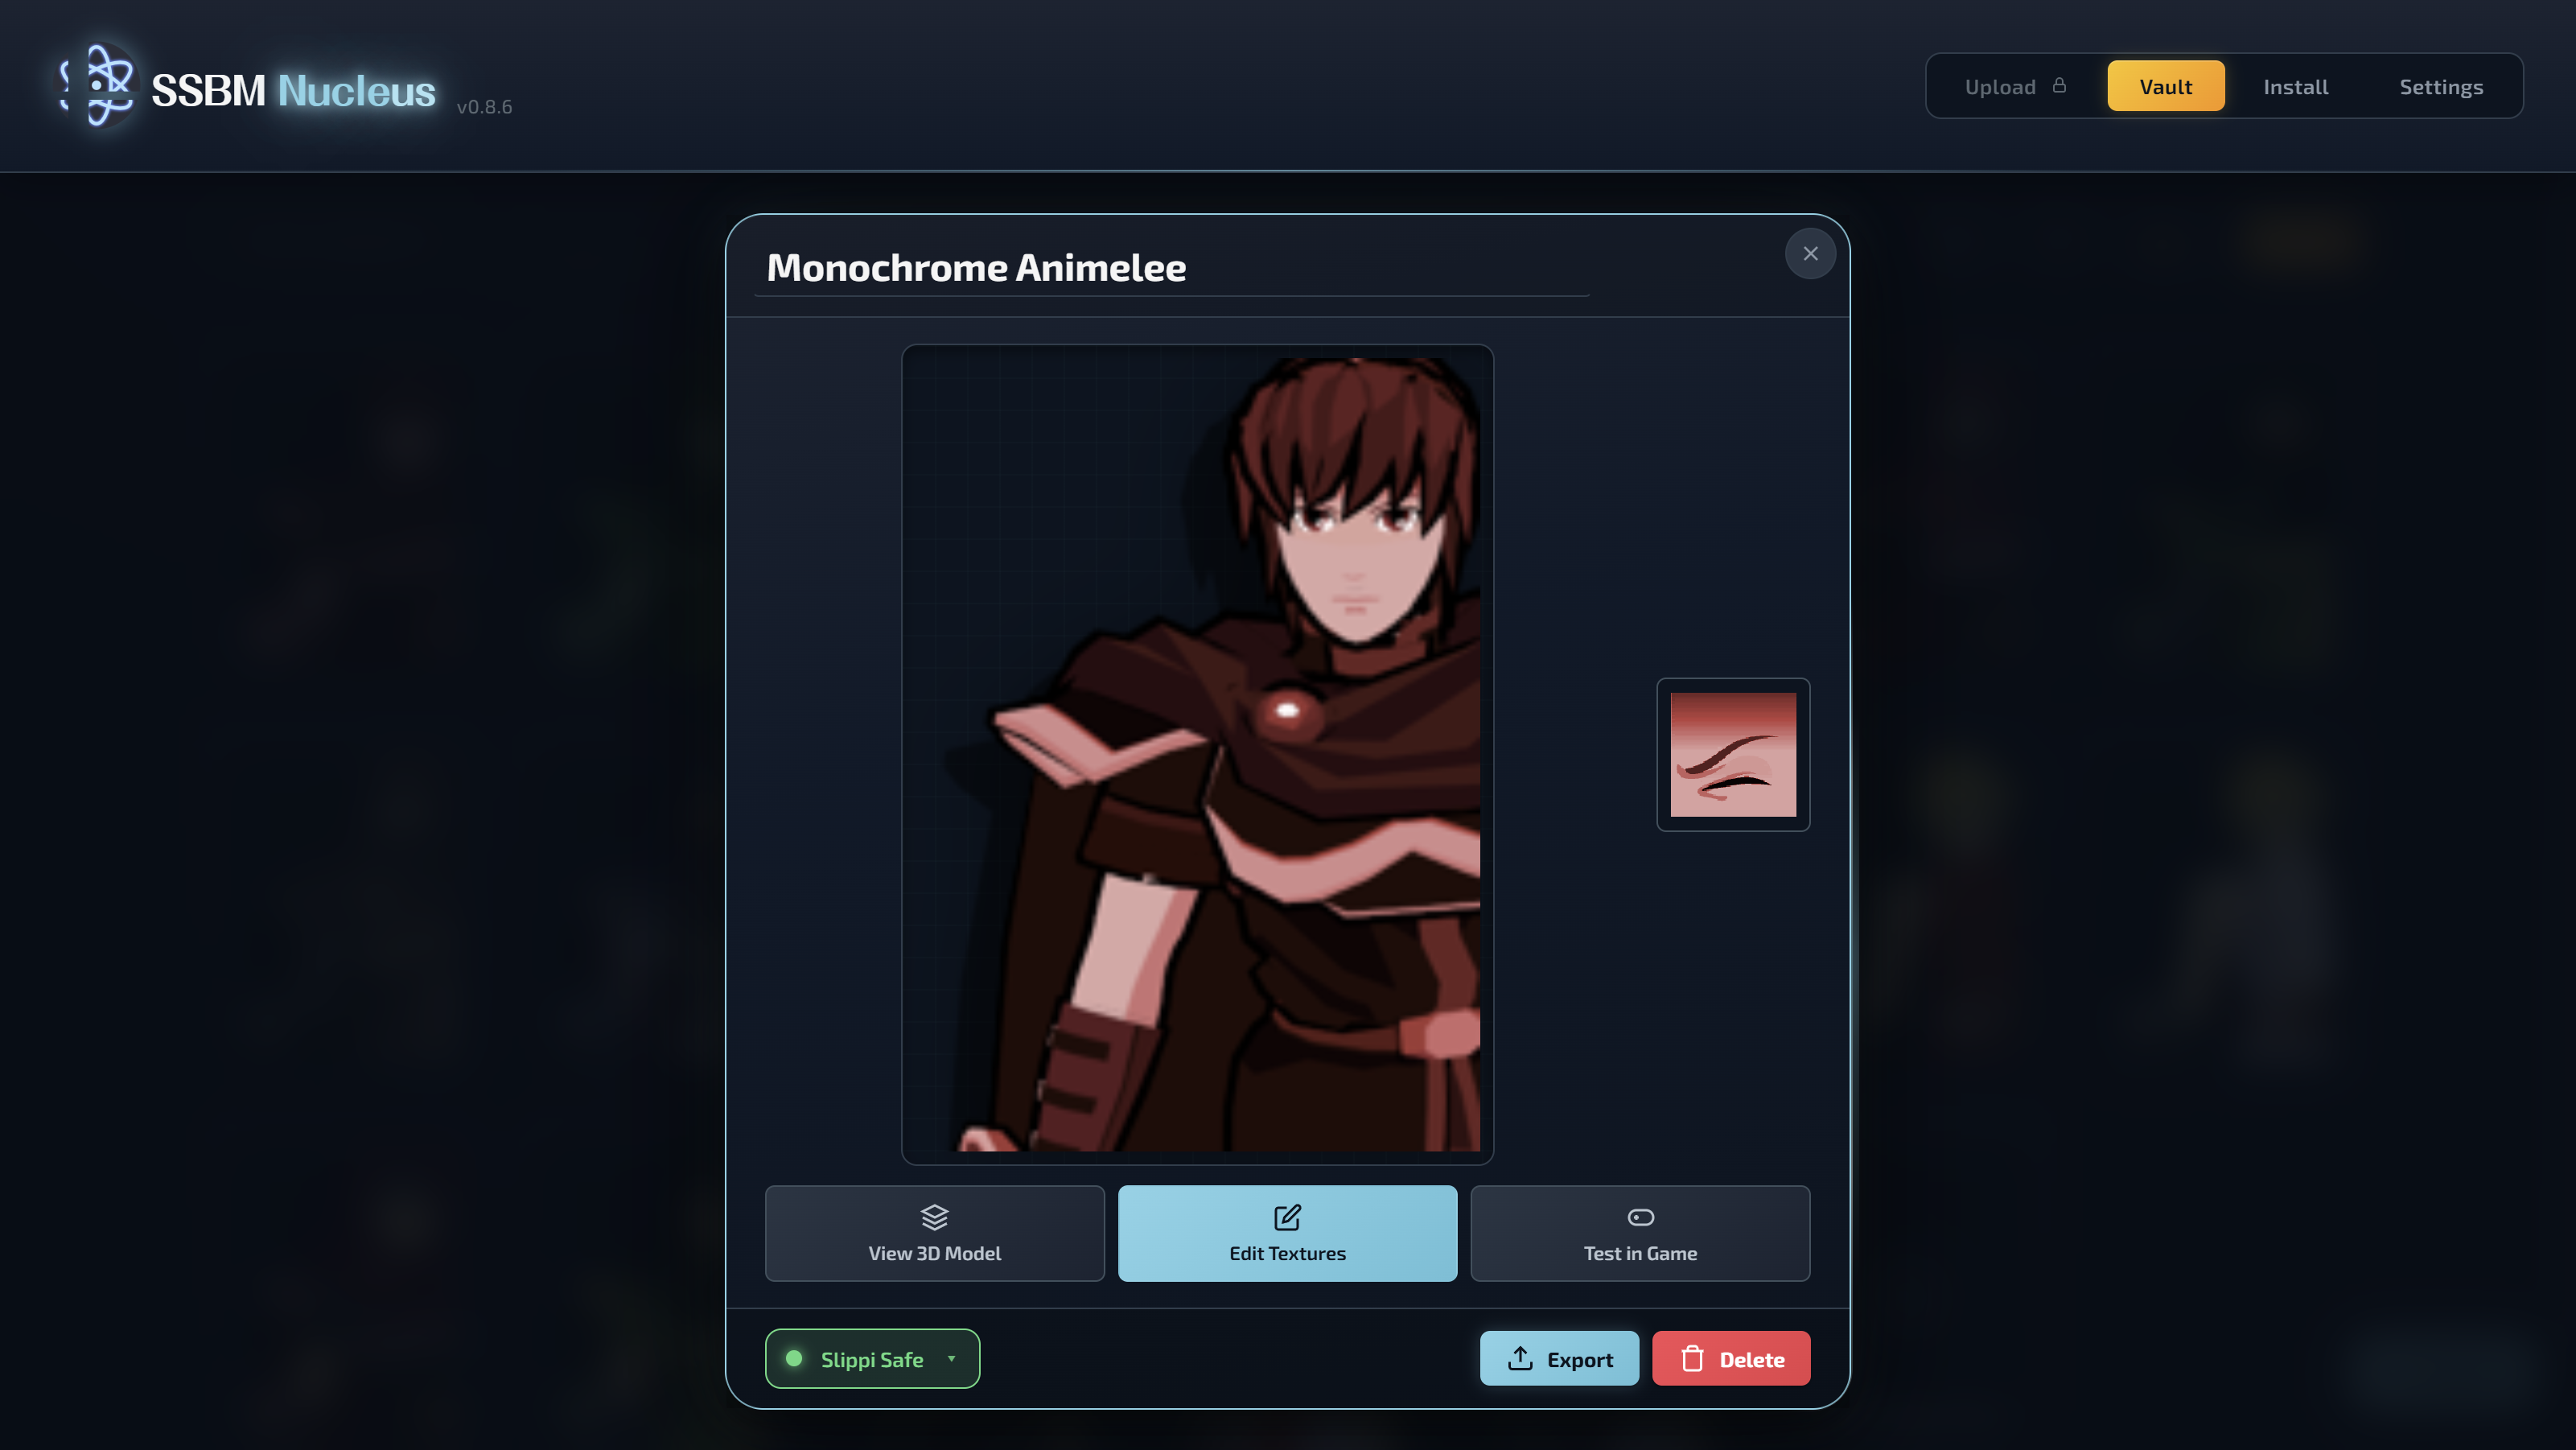 SSBM Nucleus v0.8.6
Upload Vault Install Settings
Monochrome Animelee
View 3D Model Edit Textures Test in Game
Slippi Safe Export Delete